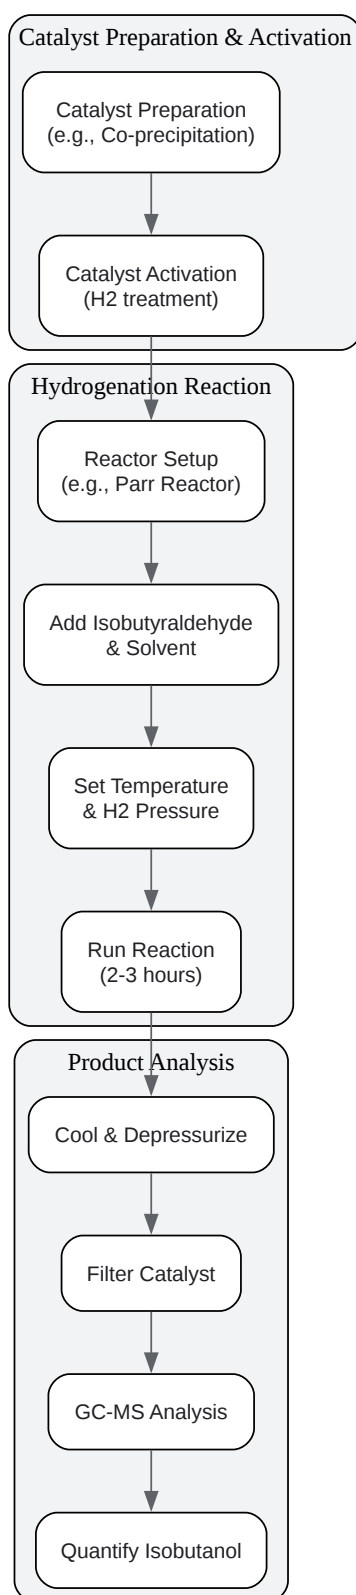 Catalyst Preparation & Activation
Catalyst Preparation
(e.g., Co-precipitation)
Catalyst Activation
(H2 treatment)
Hydrogenation Reaction
Reactor Setup
(e.g., Parr Reactor)
Add Isobutyraldehyde
& Solvent
Set Temperature
& H2 Pressure
Run Reaction
(2-3 hours)
Product Analysis
Cool & Depressurize
Filter Catalyst
GC-MS Analysis
Quantify Isobutanol